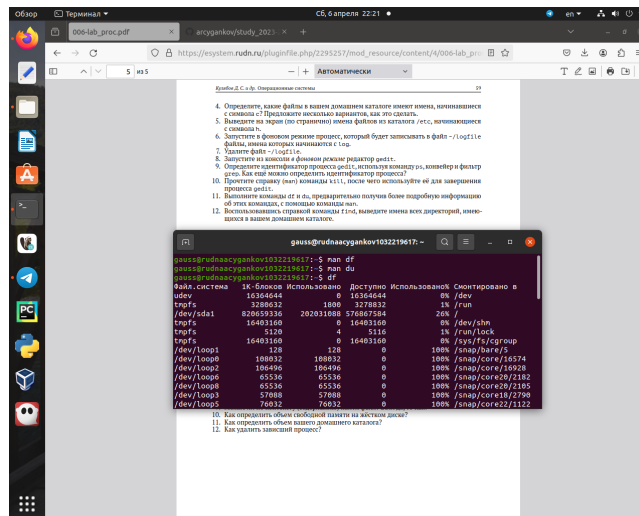 Обзор Терминал Сб, 6 апреля 22:21 en
006-lab_proc.pdf arcygankov/study_2023-
https://esystem.rudn.ru/pluginfile.php/2295257/mod_resource/content/4/006-lab_pro
5 из 5 Автоматически
Кулябов Д. С. и др. Операционные системы 59
4. Определите, какие файлы в вашем домашнем каталоге имеют имена, начинавшиеся
с символа c? Предложите несколько вариантов, как это сделать.
5. Выведите на экран (по странично) имена файлов из каталога /etc, начинающиеся
с символа h.
6. Запустите в фоновом режиме процесс, который будет записывать в файл ~/logfile
файлы, имена которых начинаются с log.
7. Удалите файл ~/logfile.
8. Запустите из консоли в фоновом режиме редактор gedit.
9. Определите идентификатор процесса gedit, используя команду ps, конвейер и фильтр
grep. Как ещё можно определить идентификатор процесса?
10. Прочтите справку (man) команды kill, после чего используйте её для завершения
процесса gedit.
11. Выполните команды df и du, предварительно получив более подробную информацию
об этих командах, с помощью команды man.
12. Воспользовавшись справкой команды find, выведите имена всех директорий, имею-
щихся в вашем домашнем каталоге.
gauss@rudnaacygankov1032219617: ~
gauss@rudnaacygankov1032219617:~$ man df
gauss@rudnaacygankov1032219617:~$ man du
gauss@rudnaacygankov1032219617:~$ df
Файл.система 1K-блоков Использовано Доступно Использовано% Cмонтировано в
udev 16364644 0 16364644 0% /dev
tmpfs 3280632 1800 3278832 1% /run
/dev/sda1 820659336 202031088 576867584 26% /
tmpfs 16403160 0 16403160 0% /dev/shm
tmpfs 5120 4 5116 1% /run/lock
tmpfs 16403160 0 16403160 0% /sys/fs/cgroup
/dev/loop1 128 128 0 100% /snap/bare/5
/dev/loop0 108032 108032 0 100% /snap/core/16574
/dev/loop2 106496 106496 0 100% /snap/core/16928
/dev/loop6 65536 65536 0 100% /snap/core20/2182
/dev/loop8 65536 65536 0 100% /snap/core20/2105
/dev/loop3 57088 57088 0 100% /snap/core18/2790
/dev/loop5 76032 76032 0 100% /snap/core22/1122
10. Как определить объем свободной памяти на жёстком диске?
11. Как определить объем вашего домашнего каталога?
12. Как удалить зависший процесс?